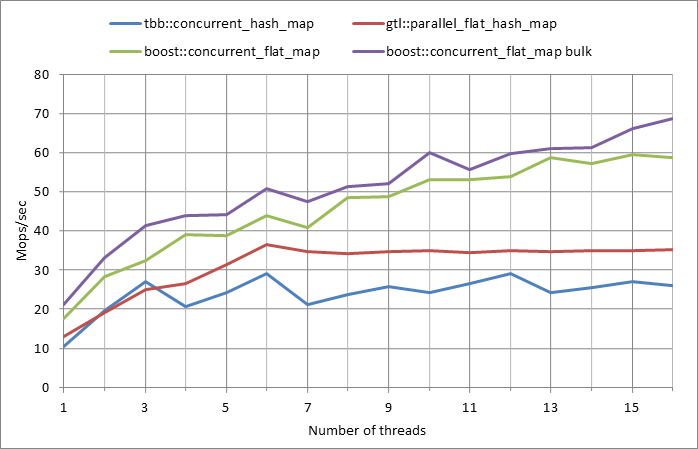 tbb::concurrent_hash_map gtl::parallel_flat_hash_map
boost::concurrent_flat_map boost::concurrent_flat_map bulk
80
70
60
50
40
30
20
10
0
Mops/sec
1 3 5 7 9 11 13 15
Number of threads